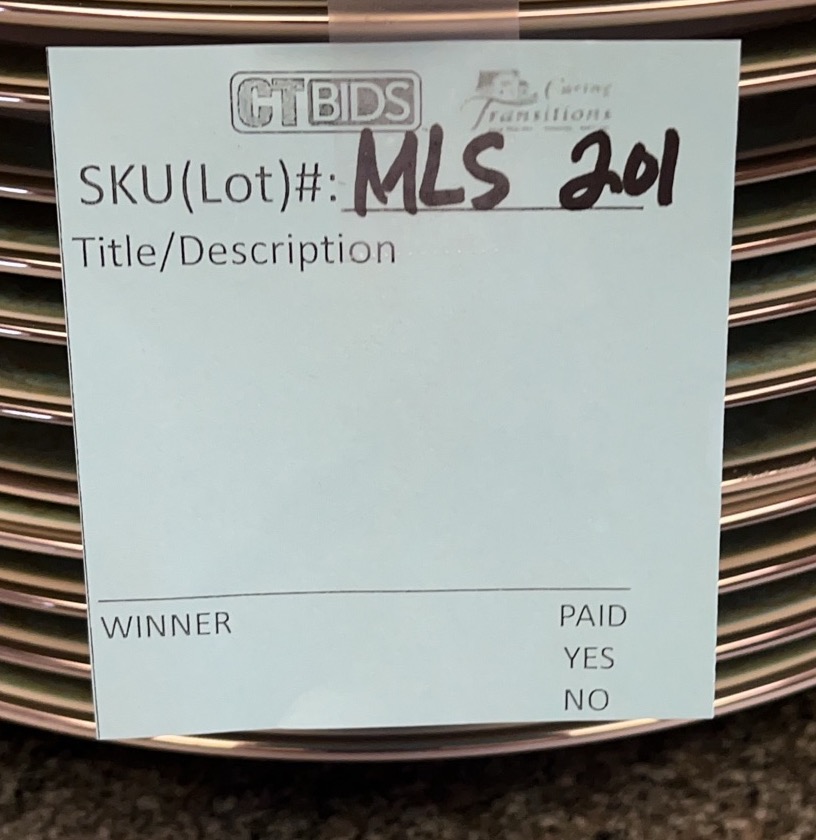 CTBIDS Caring
Transitions
SKU(Lot)#: MLS 201
Title/Description
WINNER PAID
YES
NO